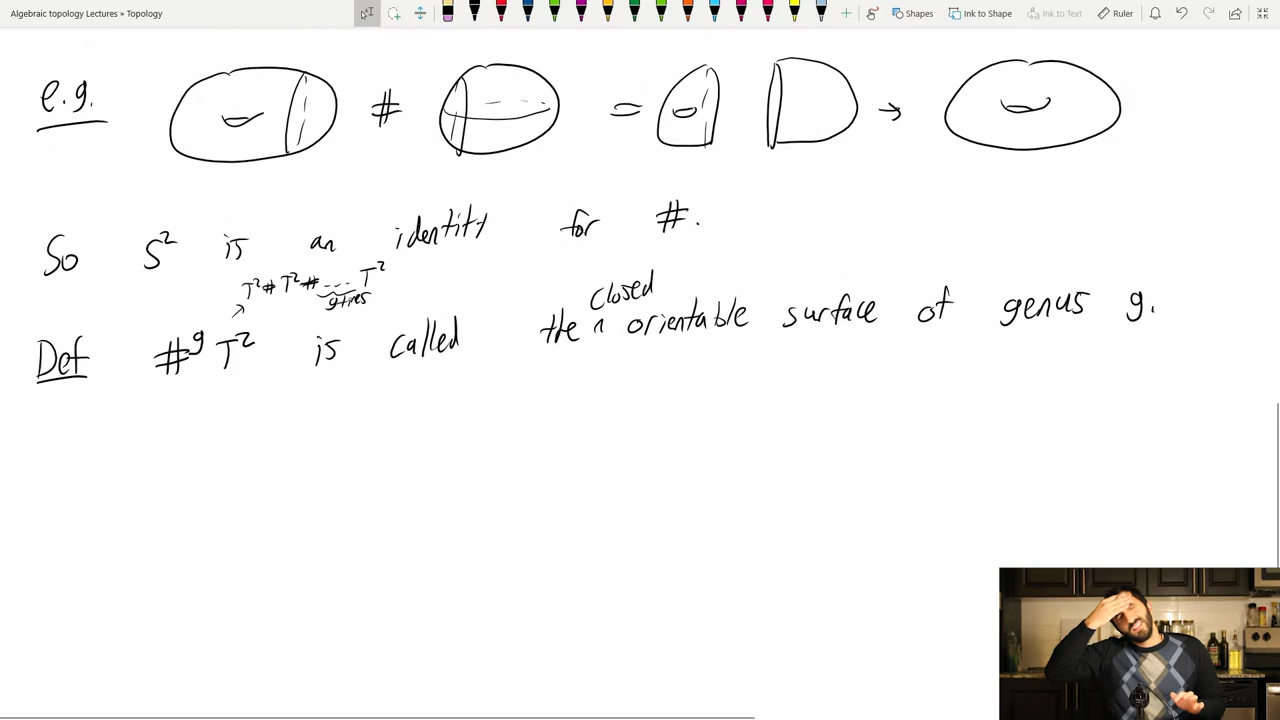 Algebraic topology Lectures » Topology
Shapes Ink to Shape Ink to Text Ruler
e.g. # = →
So S² is an identity for #.
T²#T²#....T²
g times
closed
Def #ᵍ T² is called the ∧ orientable surface of genus g.